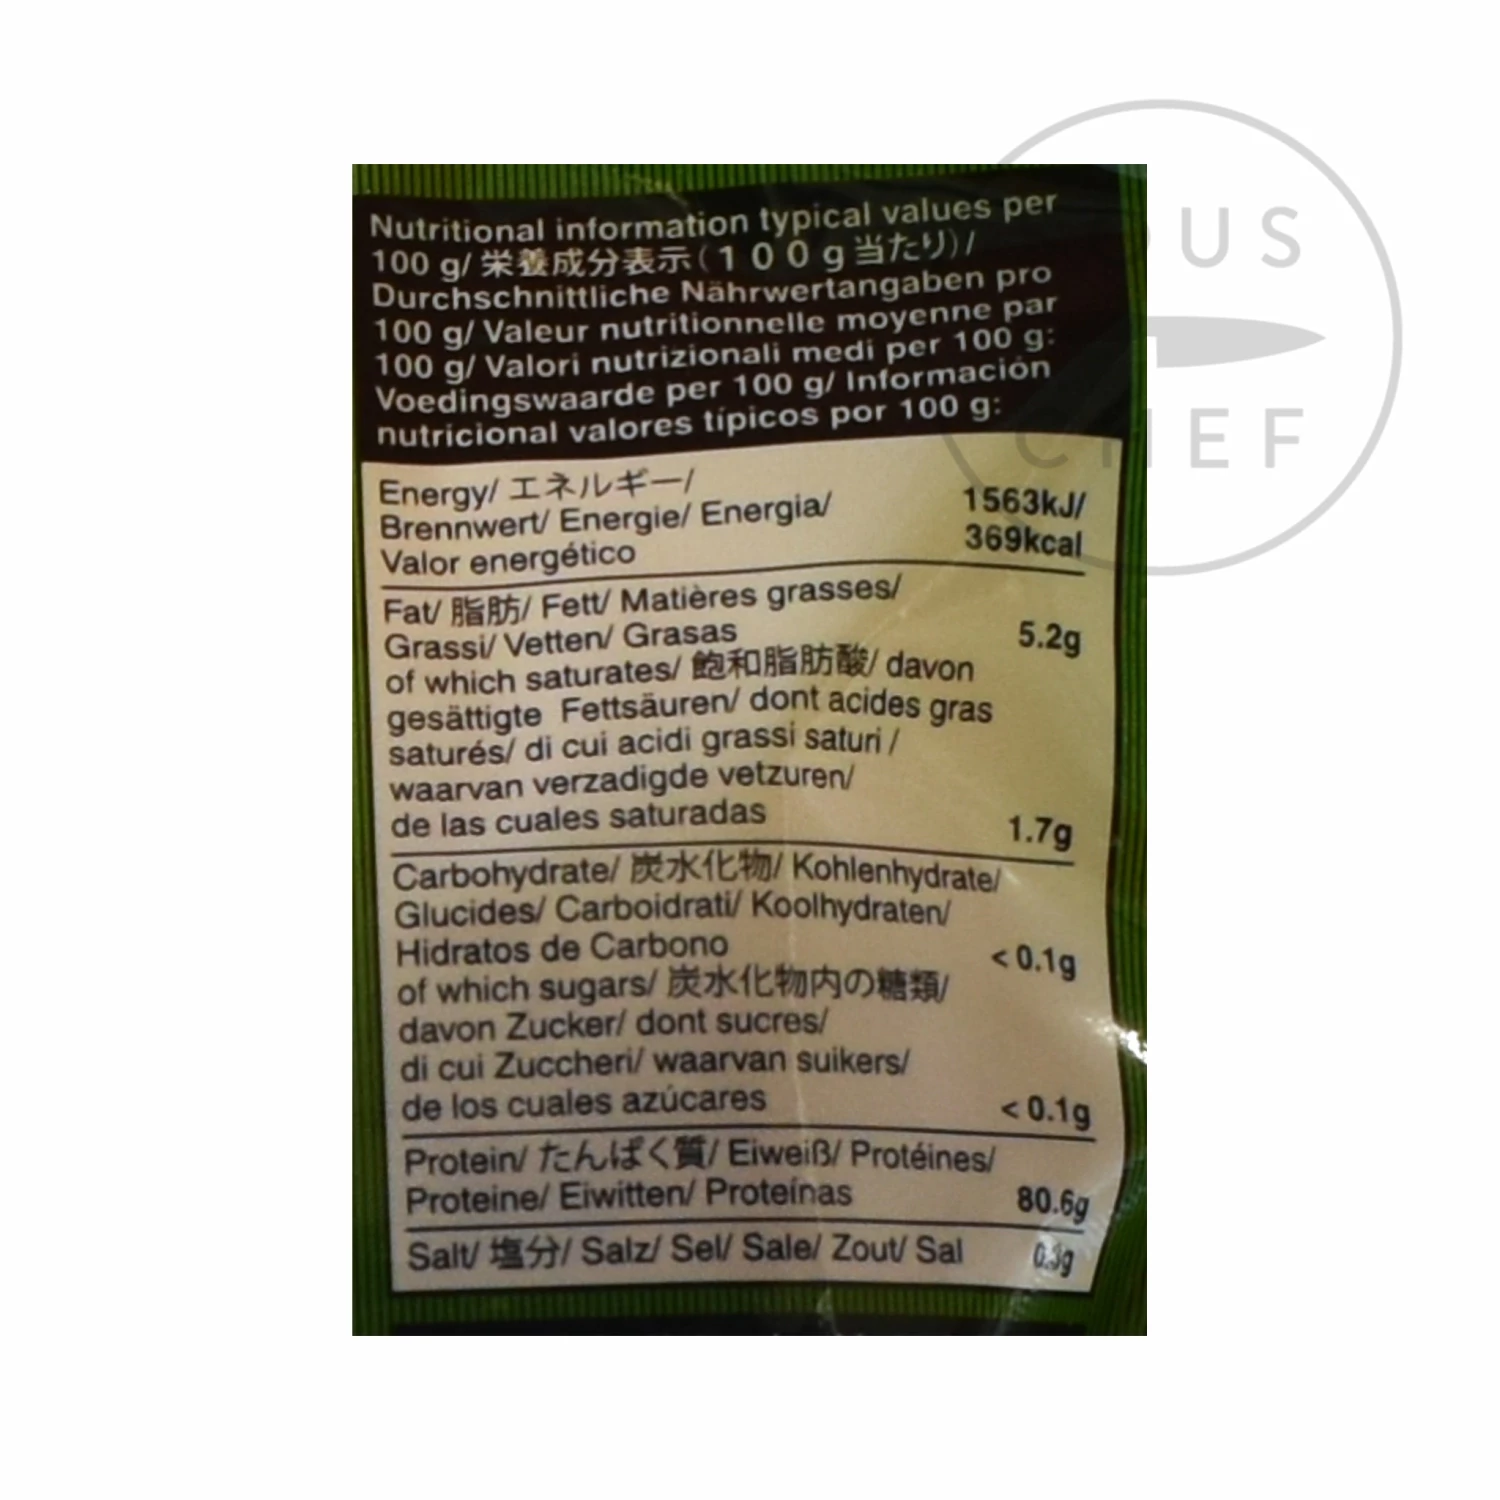 Nutritional information typical values per
100 g/ 栄養成分表示(100g当たり)/
Durchschnittliche Nährwertangaben pro
100 g/ Valeur nutritionnelle moyenne par
100 g/ Valori nutrizionali medi per 100 g:
Voedingswaarde per 100 g/ Información
nutricional valores típicos por 100 g:
Energy/ エネルギー/
Brennwert/ Energie/ Energia/
Valor energético
1563kJ/
369kcal
Fat/ 脂肪/ Fett/ Matières grasses/
Grassi/ Vetten/ Grasas 5.2g
of which saturates/ 飽和脂肪酸/ davon
gesättigte Fettsäuren/ dont acides gras
saturés/ di cui acidi grassi saturi /
waarvan verzadigde vetzuren/
de las cuales saturadas 1.7g
Carbohydrate/ 炭水化物/ Kohlenhydrate/
Glucides/ Carboidrati/ Koolhydraten/
Hidratos de Carbono < 0.1g
of which sugars/ 炭水化物内の糖類/
davon Zucker/ dont sucres/
di cui Zuccheri/ waarvan suikers/
de los cuales azúcares < 0.1g
Protein/ たんぱく質/ Eiweiß/ Protéines/
Proteine/ Eiwitten/ Proteínas 80.6g
Salt/ 塩分/ Salz/ Sel/ Sale/ Zout/ Sal
CHEF